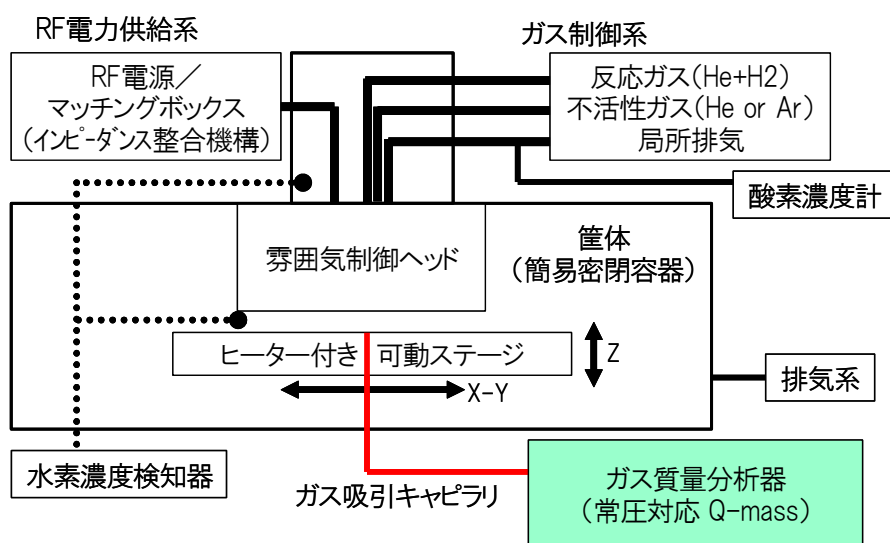 RF電力供給系
ガス制御系
RF電源／
マッチングボックス
(インピーダンス整合機構)
反応ガス(He+H2)
不活性ガス(He or Ar)
局所排気
酸素濃度計
雰囲気制御ヘッド
筐体
(簡易密閉容器)
ヒーター付き 可動ステージ
Z
X-Y
排気系
水素濃度検知器
ガス吸引キャピラリ
ガス質量分析器
(常圧対応 Q-mass)